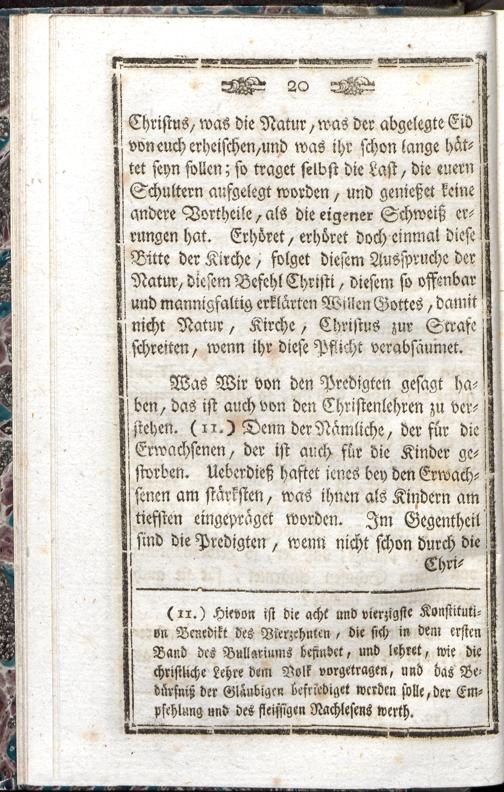 20
Christus, was die Natur, was der abgelegte Eid
von euch erheischen, und was ihr schon lange hät-
tet seyn sollen; so traget selbst die Last, die euern
Schultern aufgelegt worden, und genießet keine
andere Vortheile, als die eigener Schweiß er-
rungen hat. Erhöret, erhöret doch einmal diese
Bitte der Kirche, folget diesem Ausspruche der
Natur, diesem Befehl Christi, diesem so offenbar
und mannigfaltig erklärten Willen Gottes, damit
nicht Natur, Kirche, Christus zur Strafe
schreiten, wenn ihr diese Pflicht verabsäumet.
Was Wir von den Predigten gesagt ha-
ben, das ist auch von den Christenlehren zu ver-
stehen. (11.) Denn der Nämliche, der für die
Erwachsenen, der ist auch für die Kinder ge-
storben. Ueberdieß haftet jenes bey den Erwach-
senen am stärksten, was ihnen als Kindern am
tiefsten eingepräget worden. Im Gegentheil
sind die Predigten, wenn nicht schon durch die
Chri-
(11.) Hievon ist die acht und vierzigste Konstituti-
on Benedikt des Vierzehnten, die sich in dem ersten
Band des Bullariums befindet, und lehret, wie die
christliche Lehre dem Volk vorgetragen, und das Be-
dürfniß der Gläubigen befriediget werden solle, der Em-
pfehlung und des fleissigen Nachlesens werth.